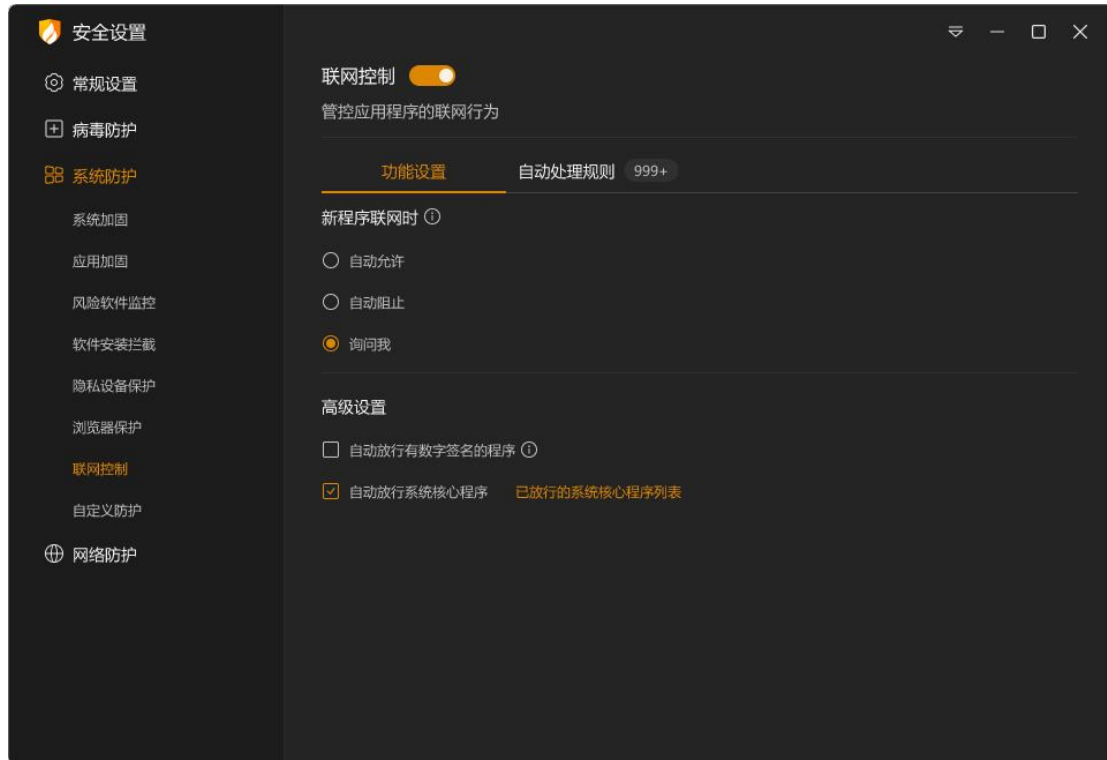 安全设置
常规设置
病毒防护
系统防护
系统加固
应用加固
风险软件监控
软件安装拦截
隐私设备保护
浏览器保护
联网控制
自定义防护
网络防护
联网控制
管控应用程序的联网行为
功能设置 自动处理规则 999+
新程序联网时
自动允许
自动阻止
询问我
高级设置
自动放行有数字签名的程序
自动放行系统核心程序 已放行的系统核心程序列表